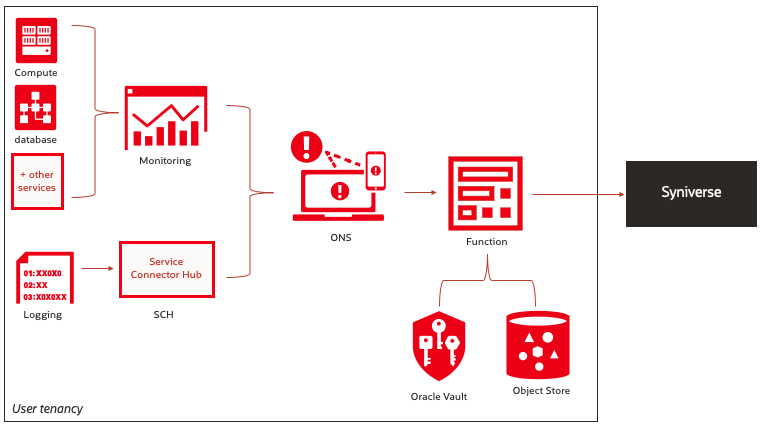 Compute
database
+ other
services
Monitoring
01:XX0X0
02:XX
03:X0X0XX
Logging
Service
Connector Hub
SCH
ONS
Function
Syniverse
Oracle Vault
Object Store
User tenancy